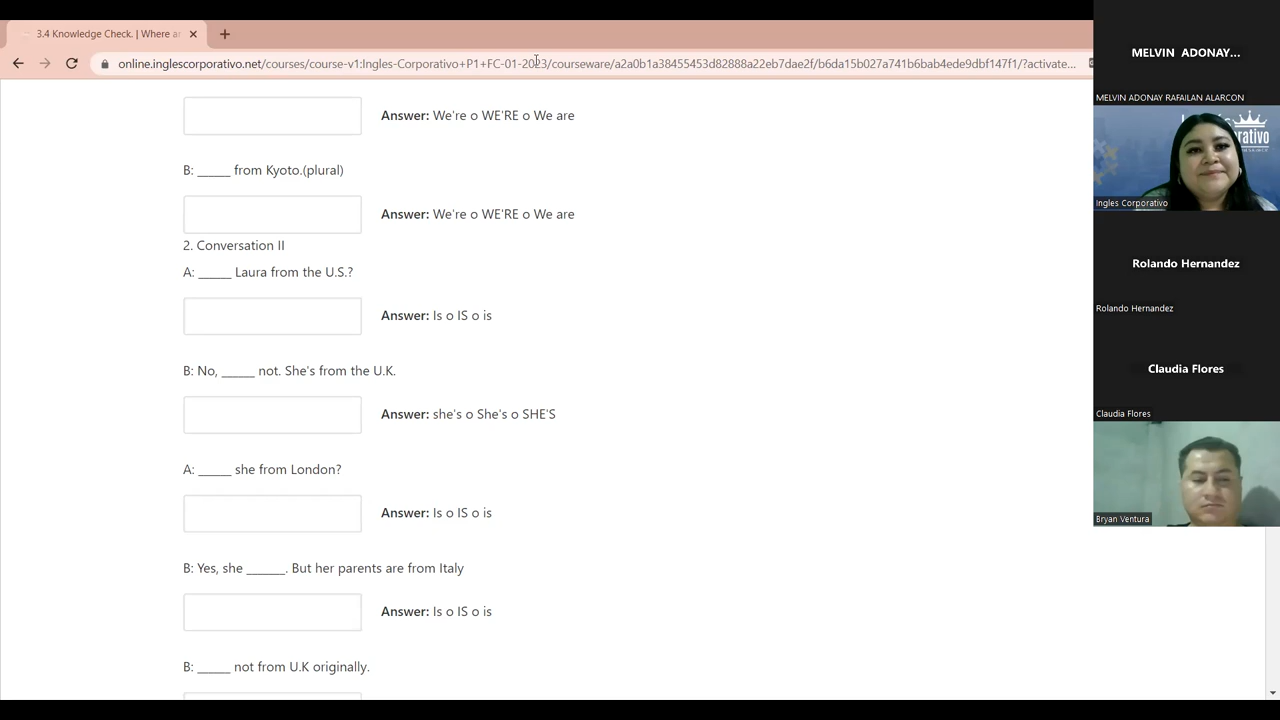 3.4 Knowledge Check. | Where ar
online.inglescorporativo.net/courses/course-v1:Ingles-Corporativo+P1+FC-01-2023/courseware/a2a0b1a38455453d82888a22eb7dae2f/b6da15b027a741b6bab4ede9dbf147f1/?activate...
Answer: We're o WE'RE o We are
B: _____ from Kyoto.(plural)
Answer: We're o WE'RE o We are
2. Conversation II
A: _____ Laura from the U.S.?
Answer: Is o IS o is
B: No, _____ not. She's from the U.K.
Answer: she's o She's o SHE'S
A: _____ she from London?
Answer: Is o IS o is
B: Yes, she ______. But her parents are from Italy
Answer: Is o IS o is
B: _____ not from U.K originally.
MELVIN ADONAY...
MELVIN ADONAY RAFAILAN ALARCON
Ingles Corporativo
Rolando Hernandez
Rolando Hernandez
Claudia Flores
Claudia Flores
Bryan Ventura